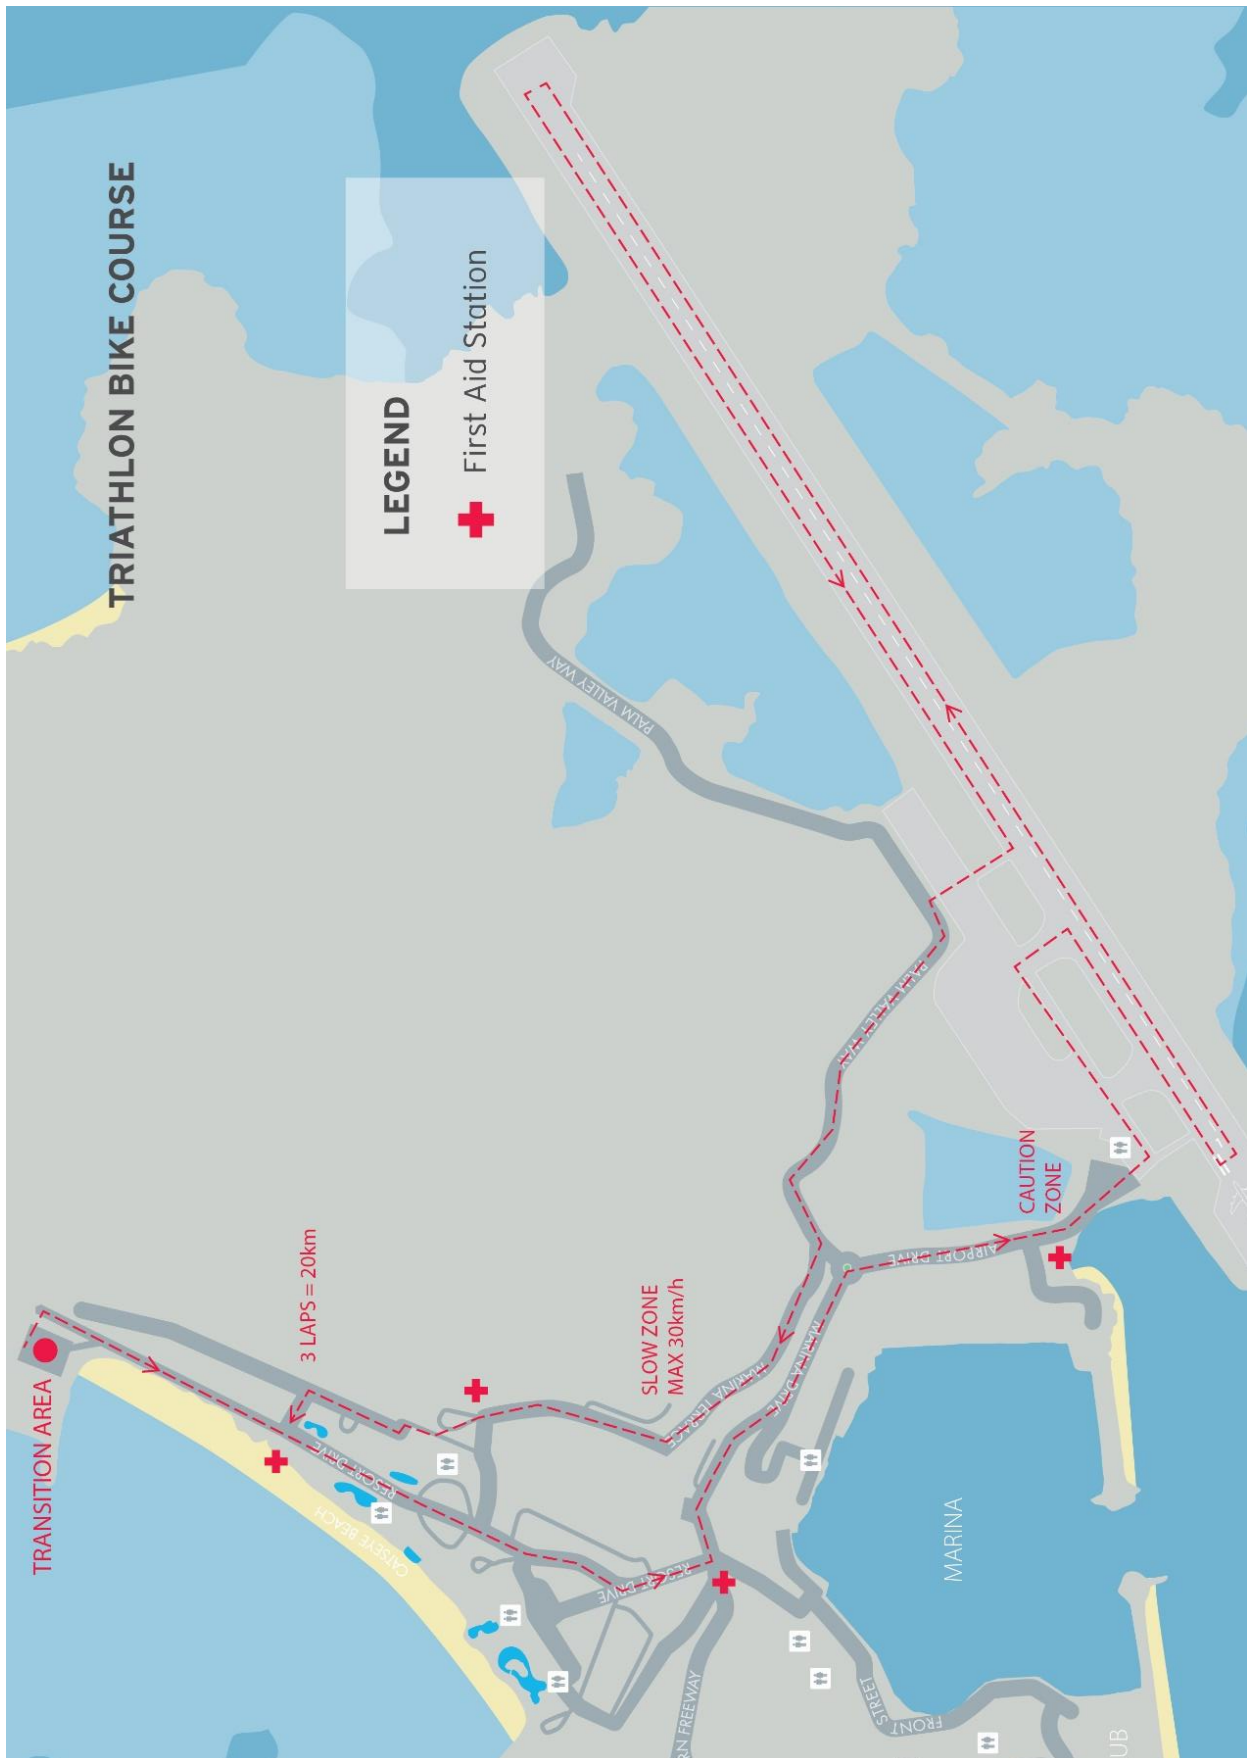 TRIATHLON BIKE COURSE
LEGEND
First Aid Station
TRANSITION AREA
3 LAPS = 20km
CATSEYE BEACH
RESORT DRIVE
RESORT DRIVE
SLOW ZONE
MAX 30km/h
MARINA TERRACE
MARINA DRIVE
PALM VALLEY WAY
PALM VALLEY WAY
AIRPORT DRIVE
CAUTION
ZONE
MARINA
FRONT
STREET
RN FREEWAY
UB